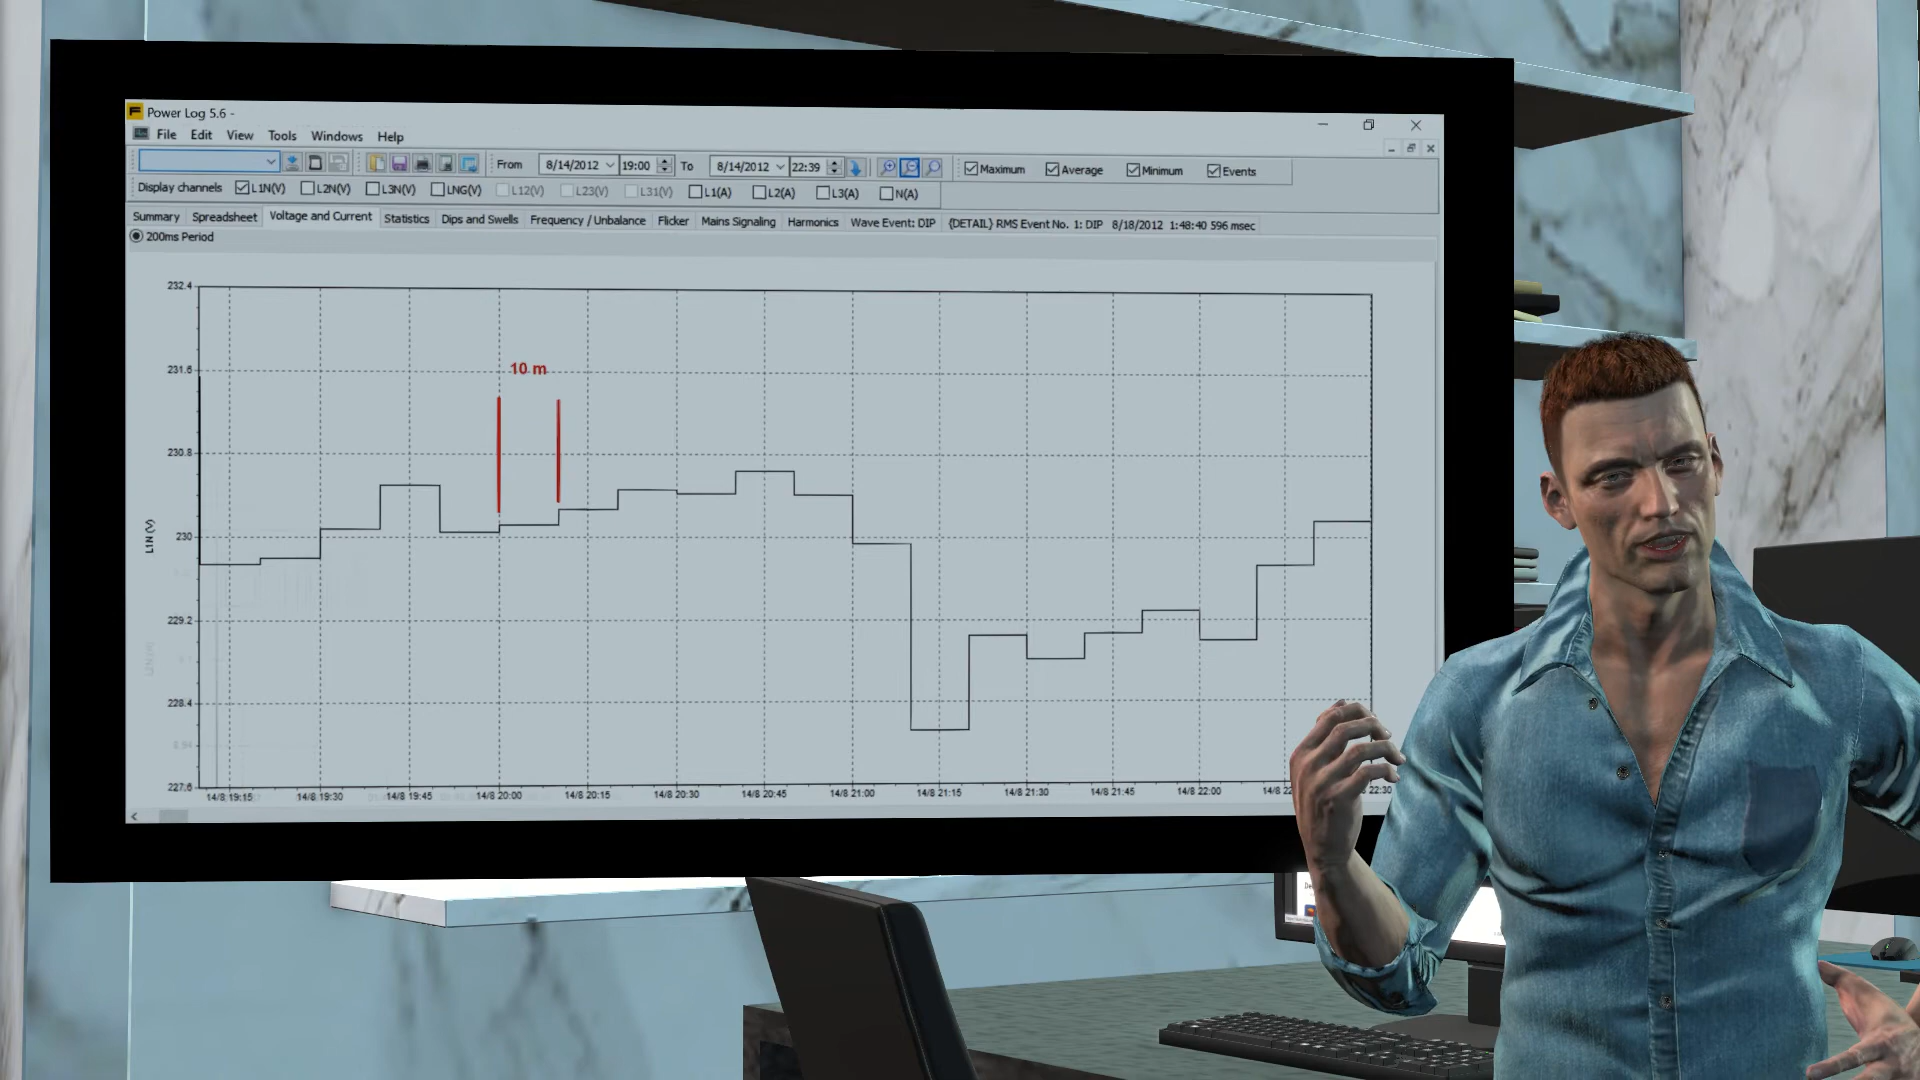 Power Log 5.6 -
File Edit View Tools Windows Help
From 8/14/2012 19:00 To 8/14/2012 22:39 Maximum Average Minimum Events
Display channels L1N(V) L2N(V) L3N(V) LNG(V) L12(V) L23(V) L31(V) L1(A) L2(A) L3(A) N(A)
Summary Spreadsheet Voltage and Current Statistics Dips and Swells Frequency / Unbalance Flicker Mains Signaling Harmonics Wave Event: DIP {DETAIL} RMS Event No. 1: DIP 8/18/2012 1:48:40 596 msec
200ms Period
232.4
10 m
231.6
230.8
L1N (V)
230
229.2
228.4
227.6
14/8 19:15 14/8 19:30 14/8 19:45 14/8 20:00 14/8 20:15 14/8 20:30 14/8 20:45 14/8 21:00 14/8 21:15 14/8 21:30 14/8 21:45 14/8 22:00 14/8 22:30